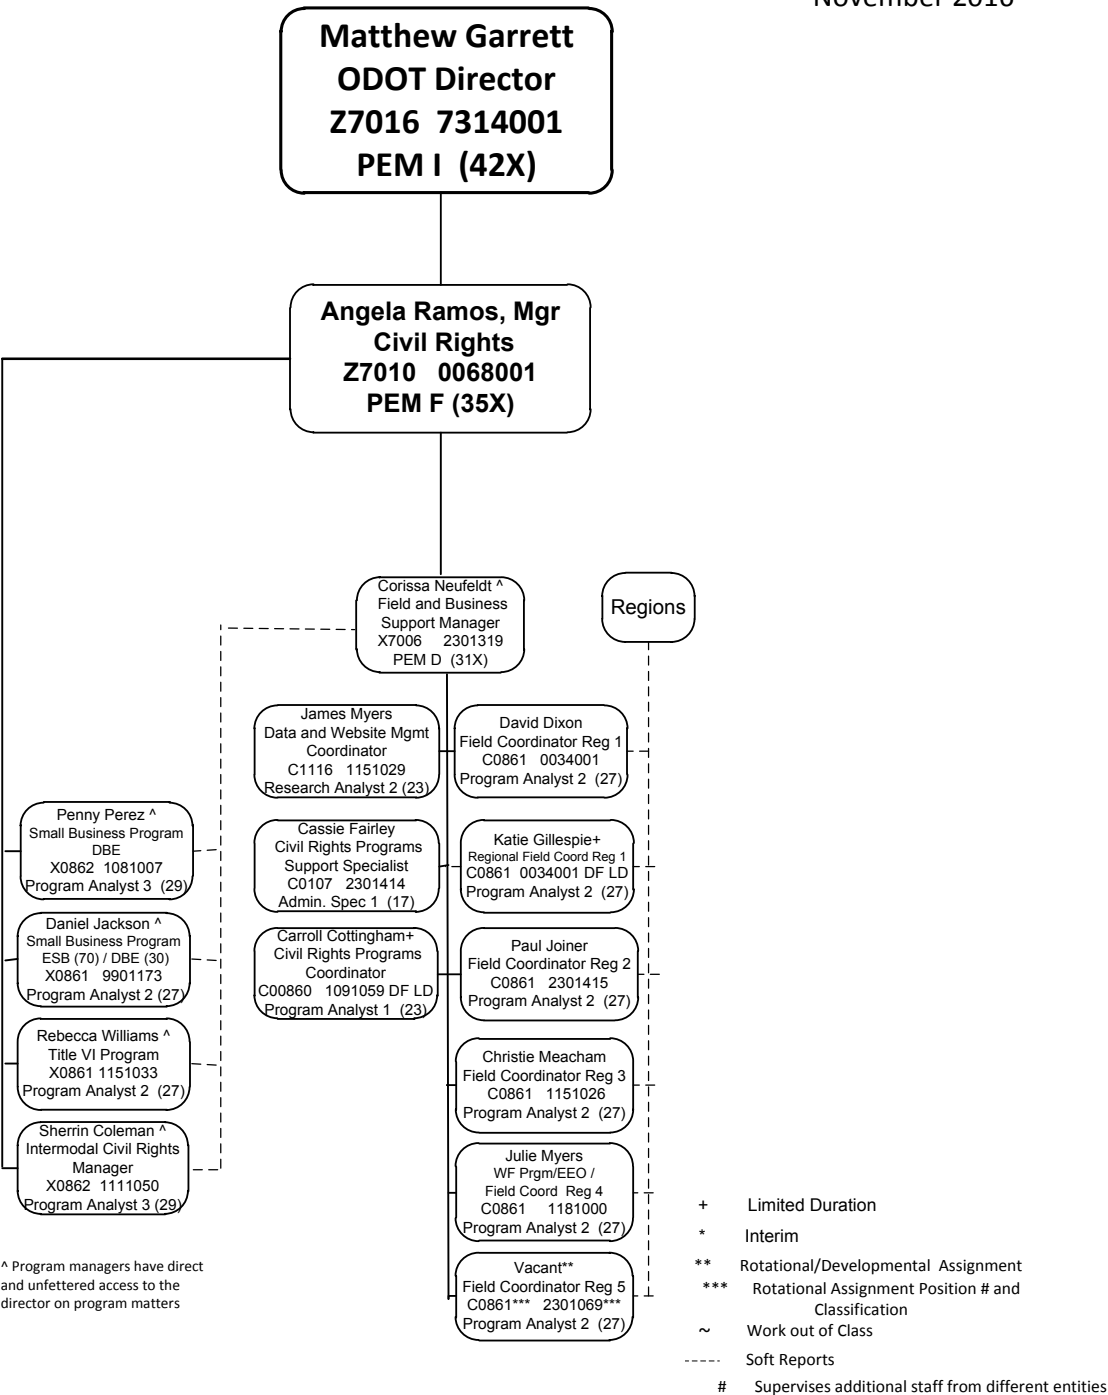 November 2016
Matthew Garrett
ODOT Director
Z7016 7314001
PEM I (42X)
Angela Ramos, Mgr
Civil Rights
Z7010 0068001
PEM F (35X)
Corissa Neufeldt ^
Field and Business
Support Manager
X7006 2301319
PEM D (31X)
Regions
James Myers
Data and Website Mgmt
Coordinator
C1116 1151029
Research Analyst 2 (23)
David Dixon
Field Coordinator Reg 1
C0861 0034001
Program Analyst 2 (27)
Penny Perez ^
Small Business Program
DBE
X0862 1081007
Program Analyst 3 (29)
Cassie Fairley
Civil Rights Programs
Support Specialist
C0107 2301414
Admin. Spec 1 (17)
Katie Gillespie+
Regional Field Coord Reg 1
C0861 0034001 DF LD
Program Analyst 2 (27)
Daniel Jackson ^
Small Business Program
ESB (70) / DBE (30)
X0861 9901173
Program Analyst 2 (27)
Carroll Cottingham+
Civil Rights Programs
Coordinator
C00860 1091059 DF LD
Program Analyst 1 (23)
Paul Joiner
Field Coordinator Reg 2
C0861 2301415
Program Analyst 2 (27)
Rebecca Williams ^
Title VI Program
X0861 1151033
Program Analyst 2 (27)
Christie Meacham
Field Coordinator Reg 3
C0861 1151026
Program Analyst 2 (27)
Sherrin Coleman ^
Intermodal Civil Rights
Manager
X0862 1111050
Program Analyst 3 (29)
Julie Myers
WF Prgm/EEO /
Field Coord Reg 4
C0861 1181000
Program Analyst 2 (27)
Vacant**
Field Coordinator Reg 5
C0861*** 2301069***
Program Analyst 2 (27)
^ Program managers have direct
and unfettered access to the
director on program matters
+ Limited Duration
* Interim
** Rotational/Developmental Assignment
*** Rotational Assignment Position # and
Classification
~ Work out of Class
----- Soft Reports
# Supervises additional staff from different entities